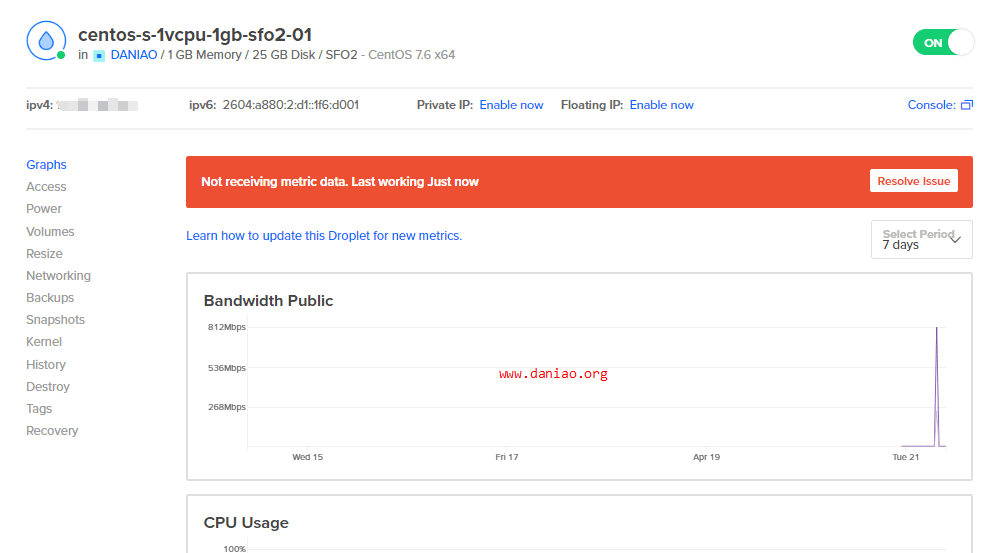 centos-s-1vcpu-1gb-sfo2-01
in DANIAO / 1 GB Memory / 25 GB Disk / SFO2 - CentOS 7.6 x64
ON
ipv4: ipv6: 2604:a880:2:d1::1f6:d001 Private IP: Enable now Floating IP: Enable now Console:
Graphs
Access
Power
Volumes
Resize
Networking
Backups
Snapshots
Kernel
History
Destroy
Tags
Recovery
Not receiving metric data. Last working Just now
Resolve Issue
Learn how to update this Droplet for new metrics.
Select Period
7 days
Bandwidth Public
812Mbps
536Mbps
268Mbps
www.daniao.org
Wed 15 Fri 17 Apr 19 Tue 21
CPU Usage
100%